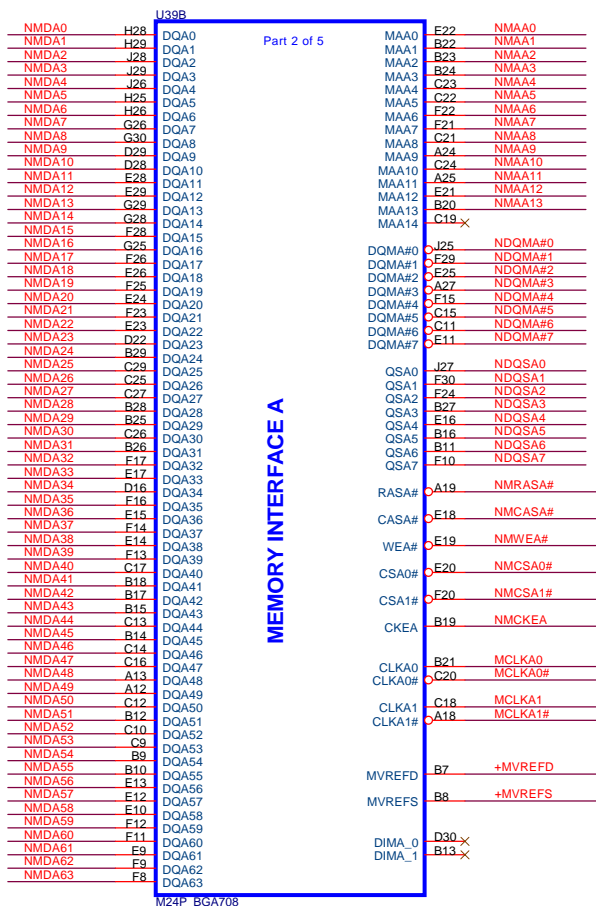 U39B
Part 2 of 5
NMDA0 H28 DQA0 MAA0 E22 NMAA0
NMDA1 H29 DQA1 MAA1 B22 NMAA1
NMDA2 J28 DQA2 MAA2 B23 NMAA2
NMDA3 J29 DQA3 MAA3 B24 NMAA3
NMDA4 J26 DQA4 MAA4 C23 NMAA4
NMDA5 H25 DQA5 MAA5 C22 NMAA5
NMDA6 H26 DQA6 MAA6 F22 NMAA6
NMDA7 G26 DQA7 MAA7 F21 NMAA7
NMDA8 G30 DQA8 MAA8 C21 NMAA8
NMDA9 D29 DQA9 MAA9 A24 NMAA9
NMDA10 D28 DQA10 MAA10 C24 NMAA10
NMDA11 E28 DQA11 MAA11 A25 NMAA11
NMDA12 E29 DQA12 MAA12 E21 NMAA12
NMDA13 G29 DQA13 MAA13 B20 NMAA13
NMDA14 G28 DQA14 MAA14 C19
NMDA15 F28 DQA15
NMDA16 G25 DQA16 DQMA#0 J25 NDQMA#0
NMDA17 F26 DQA17 DQMA#1 F29 NDQMA#1
NMDA18 E26 DQA18 DQMA#2 E25 NDQMA#2
NMDA19 F25 DQA19 DQMA#3 A27 NDQMA#3
NMDA20 E24 DQA20 DQMA#4 F15 NDQMA#4
NMDA21 F23 DQA21 DQMA#5 C15 NDQMA#5
NMDA22 E23 DQA22 DQMA#6 C11 NDQMA#6
NMDA23 D22 DQA23 DQMA#7 E11 NDQMA#7
NMDA24 B29 DQA24
NMDA25 C29 DQA25 QSA0 J27 NDQSA0
NMDA26 C25 DQA26 QSA1 F30 NDQSA1
NMDA27 C27 DQA27 QSA2 F24 NDQSA2
NMDA28 B28 DQA28 QSA3 B27 NDQSA3
NMDA29 B25 DQA29 QSA4 E16 NDQSA4
NMDA30 C26 DQA30 QSA5 B16 NDQSA5
NMDA31 B26 DQA31 QSA6 B11 NDQSA6
NMDA32 F17 DQA32 QSA7 F10 NDQSA7
NMDA33 E17 DQA33
NMDA34 D16 DQA34 RASA# A19 NMRASA#
NMDA35 F16 DQA35
NMDA36 E15 DQA36 CASA# E18 NMCASA#
NMDA37 F14 DQA37
NMDA38 E14 DQA38 WEA# E19 NMWEA#
NMDA39 F13 DQA39
NMDA40 C17 DQA40 CSA0# E20 NMCSA0#
NMDA41 B18 DQA41
NMDA42 B17 DQA42 CSA1# F20 NMCSA1#
NMDA43 B15 DQA43
NMDA44 C13 DQA44 CKEA B19 NMCKEA
NMDA45 B14 DQA45
NMDA46 C14 DQA46
NMDA47 C16 DQA47 CLKA0 B21 MCLKA0
NMDA48 A13 DQA48 CLKA0# C20 MCLKA0#
NMDA49 A12 DQA49
NMDA50 C12 DQA50 CLKA1 C18 MCLKA1
NMDA51 B12 DQA51 CLKA1# A18 MCLKA1#
NMDA52 C10 DQA52
NMDA53 C9 DQA53
NMDA54 B9 DQA54
NMDA55 B10 DQA55 MVREFD B7 +MVREFD
NMDA56 E13 DQA56
NMDA57 E12 DQA57 MVREFS B8 +MVREFS
NMDA58 E10 DQA58
NMDA59 F12 DQA59
NMDA60 F11 DQA60 DIMA_0 D30
NMDA61 E9 DQA61 DIMA_1 B13
NMDA62 F9 DQA62
NMDA63 F8 DQA63
MEMORY INTERFACE A
M24P_BGA708